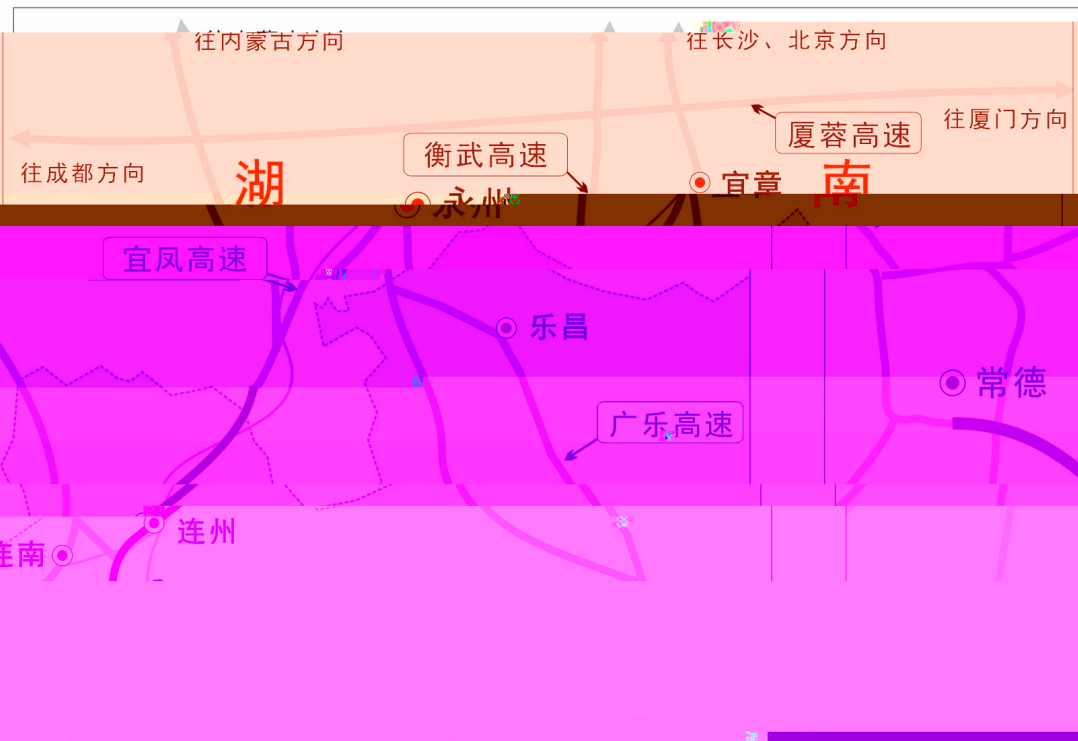 往内蒙古方向
往长沙、北京方向
往厦门方向
厦蓉高速
衡武高速
往成都方向
湖
南
宜章
永州
宜凤高速
乐昌
常德
广乐高速
连州
连南